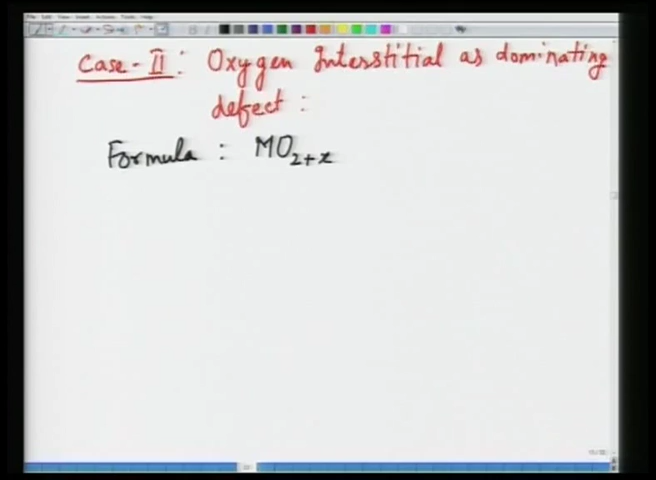 Case-II: Oxygen Interstitial as dominating
defect :
Formula : MO2+x